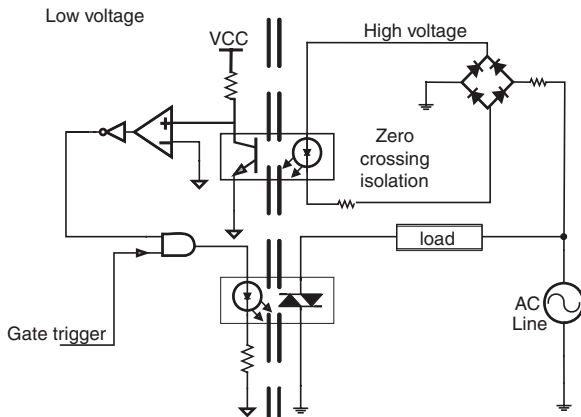 Low voltage
High voltage
VCC
+
−
Zero
crossing
isolation
load
AC
Line
Gate trigger